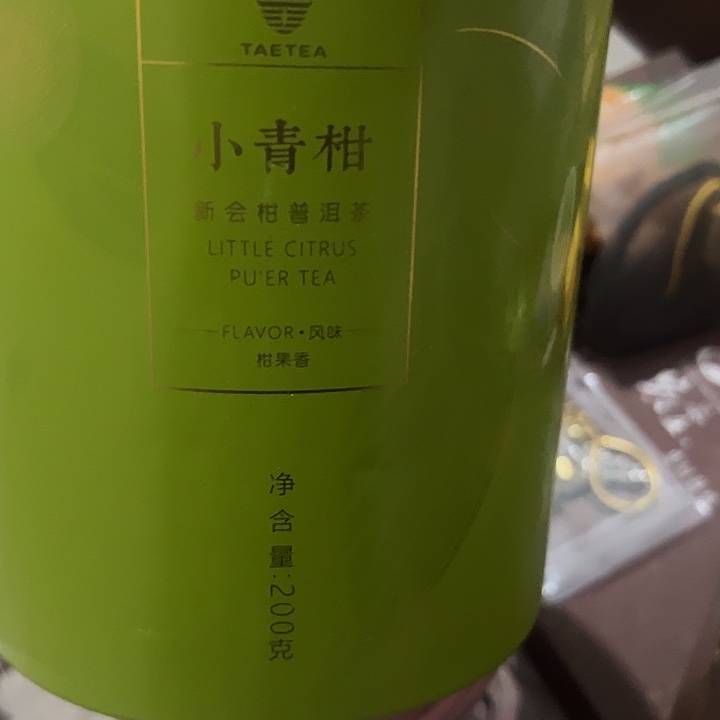 TAETEA
小青柑
新会柑普洱茶
LITTLE CITRUS
PU'ER TEA
FLAVOR•风味
柑果香
净含量:200克